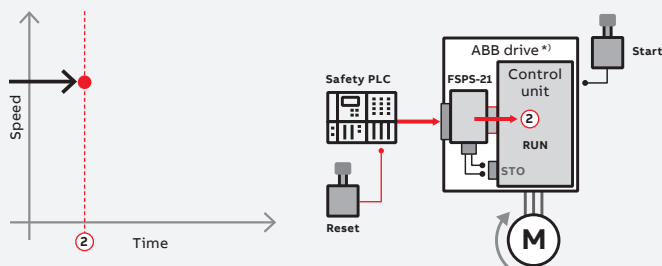 Speed
2
Time
Safety PLC
Reset
ABB drive*)
FSPS-21
Control
unit
2
RUN
STO
Start
M